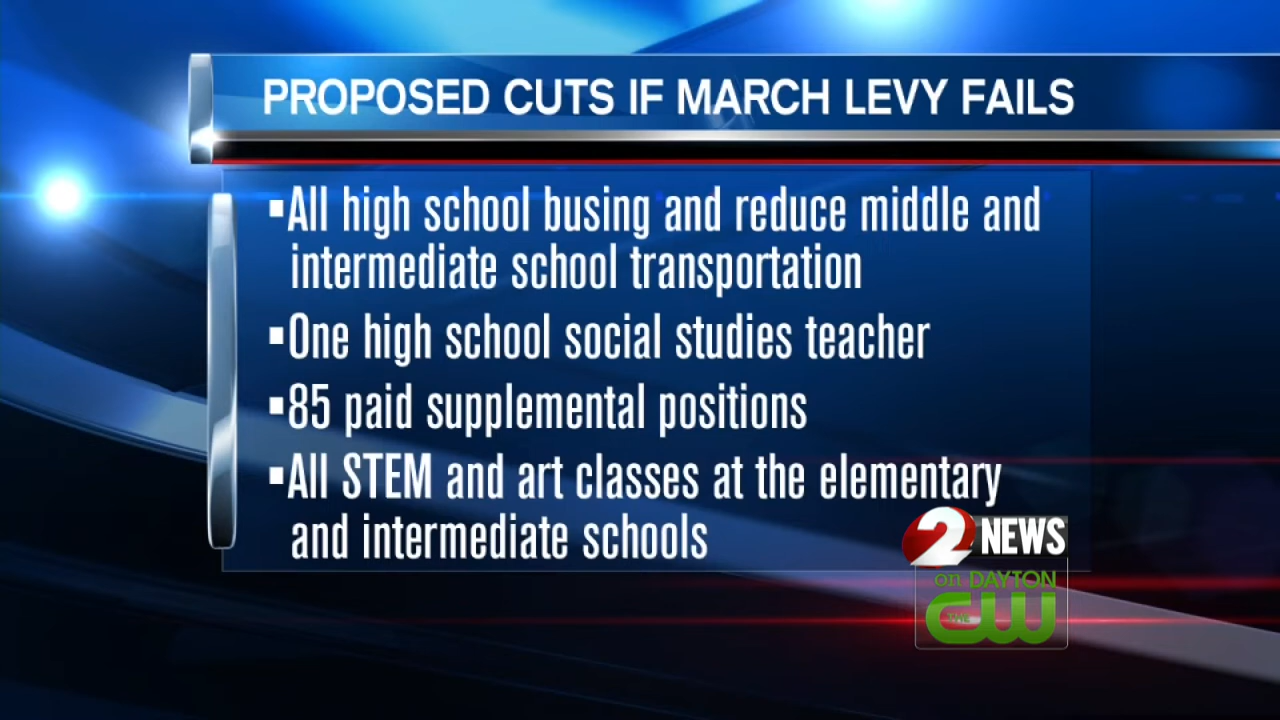 PROPOSED CUTS IF MARCH LEVY FAILS
▪All high school busing and reduce middle and
intermediate school transportation
▪One high school social studies teacher
▪85 paid supplemental positions
▪All STEM and art classes at the elementary
and intermediate schools
2 NEWS
on DAYTON
THE CW